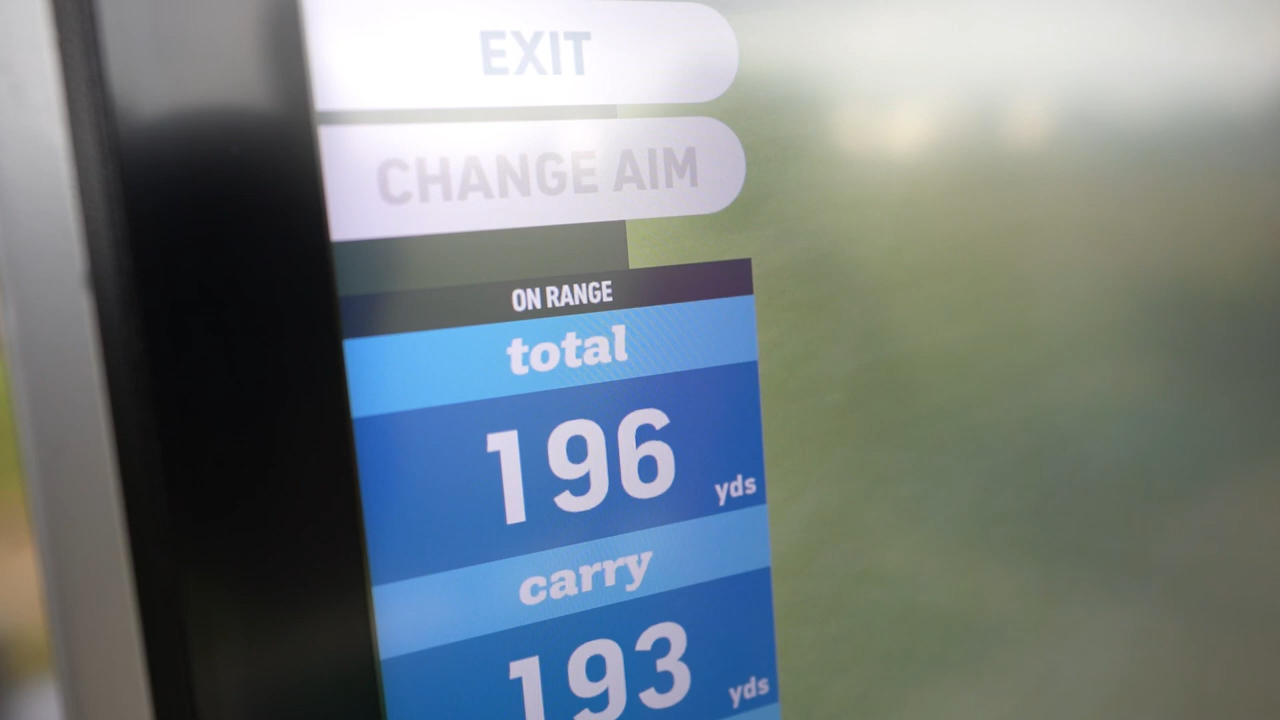 EXIT
CHANGE AIM
ON RANGE
total
196 yds
carry
193 yds